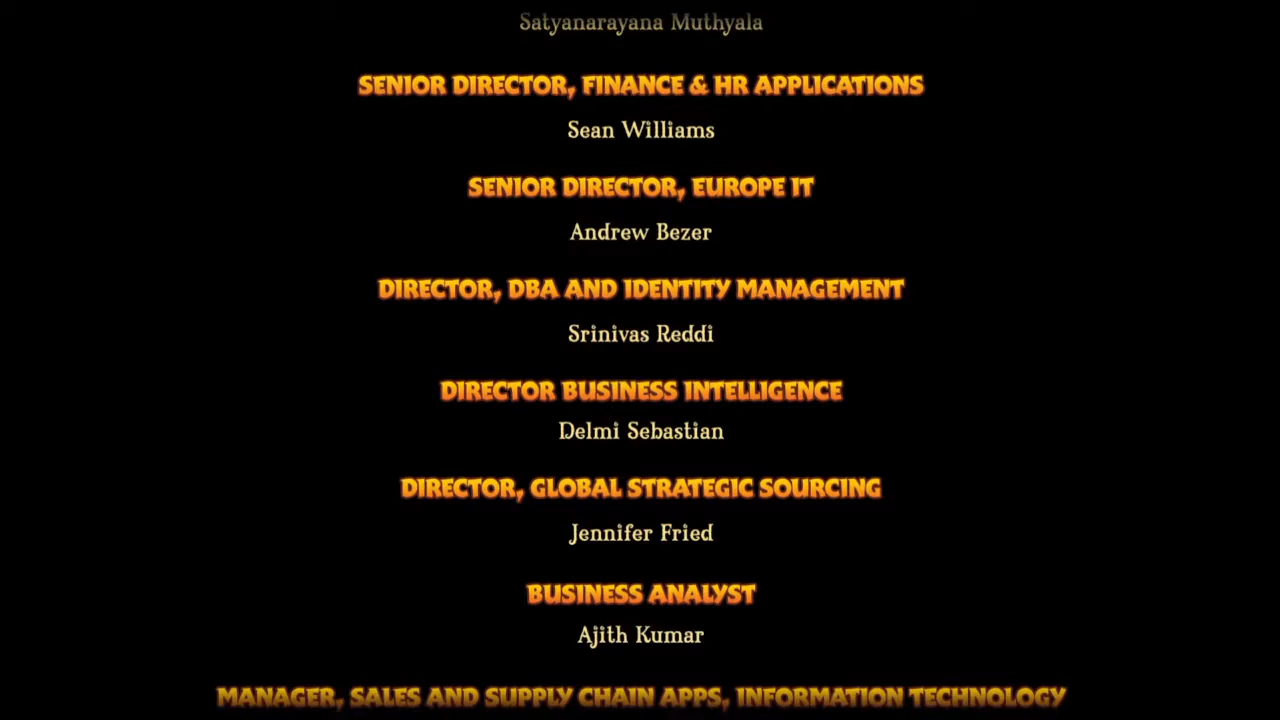 Satyanarayana Muthyala
SENIOR DIRECTOR, FINANCE & HR APPLICATIONS
Sean Williams
SENIOR DIRECTOR, EUROPE IT
Andrew Bezer
DIRECTOR, DBA AND IDENTITY MANAGEMENT
Srinivas Reddi
DIRECTOR BUSINESS INTELLIGENCE
Delmi Sebastian
DIRECTOR, GLOBAL STRATEGIC SOURCING
Jennifer Fried
BUSINESS ANALYST
Ajith Kumar
MANAGER, SALES AND SUPPLY CHAIN APPS, INFORMATION TECHNOLOGY